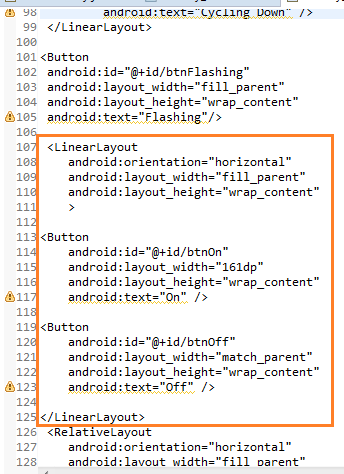 98 android:text="Cycling Down" />
99 </LinearLayout>
100
101 <Button
102 android:id="@+id/btnFlashing"
103 android:layout_width="fill_parent"
104 android:layout_height="wrap_content"
105 android:text="Flashing"/>
106
107 <LinearLayout
108 android:orientation="horizontal"
109 android:layout_width="fill_parent"
110 android:layout_height="wrap_content"
111 >
112
113 <Button
114 android:id="@+id/btnOn"
115 android:layout_width="161dp"
116 android:layout_height="wrap_content"
117 android:text="On" />
118
119 <Button
120 android:id="@+id/btnOff"
121 android:layout_width="match_parent"
122 android:layout_height="wrap_content"
123 android:text="Off" />
124
125 </LinearLayout>
126 <RelativeLayout
127 android:orientation="horizontal"
128 android:layout_width="fill_parent"